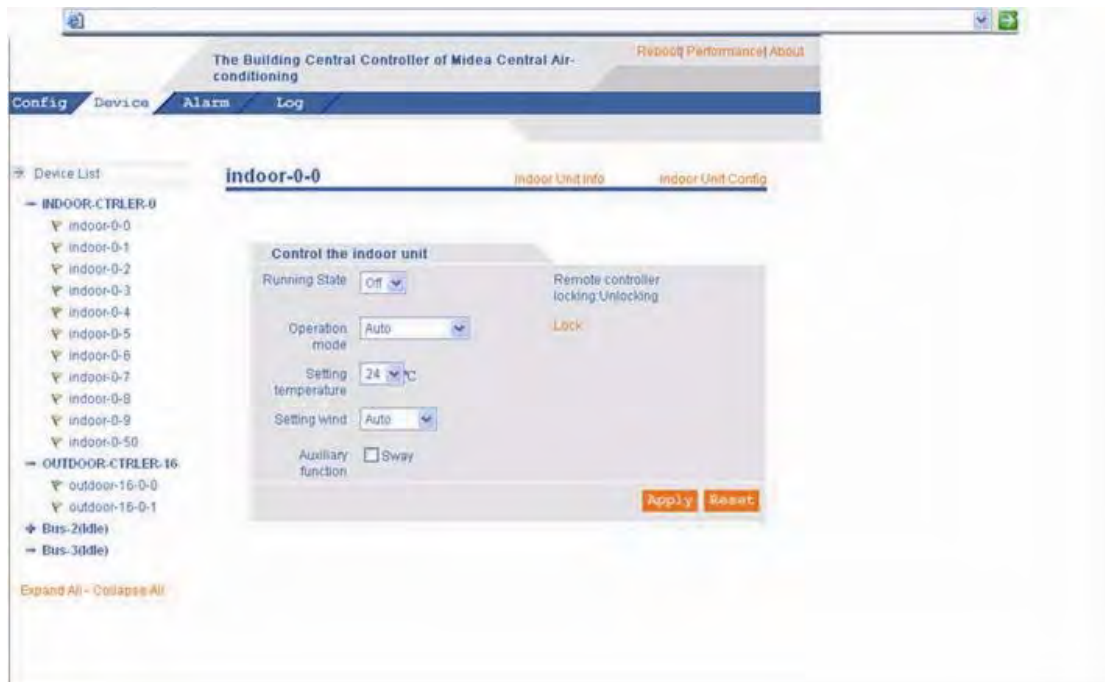 The Building Central Controller of Midea Central Air-
conditioning
Reboot| Performance| About
Config Device Alarm Log
Device List
INDOOR-CTRLER-0
indoor-0-0
indoor-0-1
indoor-0-2
indoor-0-3
indoor-0-4
indoor-0-5
indoor-0-6
indoor-0-7
indoor-0-8
indoor-0-9
indoor-0-50
OUTDOOR-CTRLER-16
outdoor-16-0-0
outdoor-16-0-1
Bus-2(Idle)
Bus-3(Idle)
Expand All - Collapse All
indoor-0-0
Indoor Unit Info
Indoor Unit Config
Control the indoor unit
Running State Off
Remote controller
locking:Unlocking
Lock
Operation
mode
Auto
Setting
temperature
24 ℃
Setting wind Auto
Auxiliary
function
Sway
Apply Reset